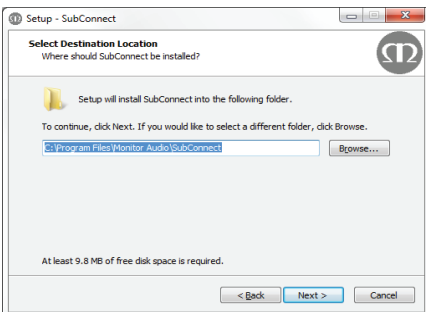 Setup - SubConnect
Select Destination Location
Where should SubConnect be installed?
Setup will install SubConnect into the following folder.
To continue, click Next. If you would like to select a different folder, click Browse.
C:\Program Files\Monitor Audio\SubConnect
Browse...
At least 9.8 MB of free disk space is required.
< Back
Next >
Cancel